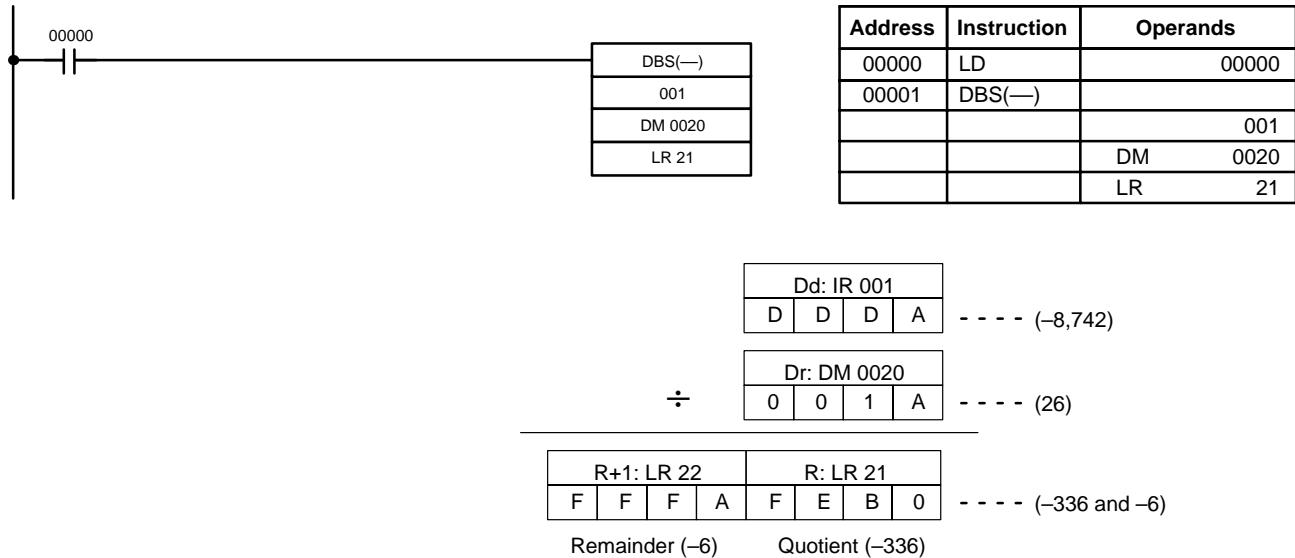 00000
DBS(––)
001
DM 0020
LR 21
Address Instruction Operands
00000 LD 00000
00001 DBS(––)
001
DM 0020
LR 21
Dd: IR 001
D D D A - - - - (–8,742)
Dr: DM 0020
÷ 0 0 1 A - - - - (26)
R+1: LR 22 R: LR 21
F F F A F E B 0 - - - - (–336 and –6)
Remainder (–6) Quotient (–336)